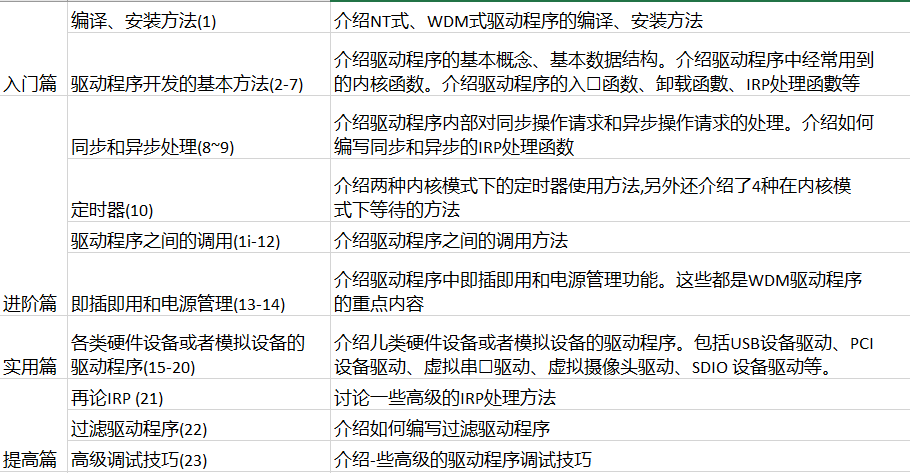 编译、安装方法(1)
介绍NT式、WDM式驱动程序的编译、安装方法
入门篇
驱动程序开发的基本方法(2-7)
介绍驱动程序的基本概念、基本数据结构。介绍驱动程序中经常用到
的内核函数。介绍驱动程序的入□函数、卸载函數、IRP处理函數等
同步和异步处理(8~9)
介绍驱动程序内部对同步操作请求和异步操作请求的处理。介绍如何
编写同步和异步的IRP处理函数
定时器(10)
介绍两种内核模式下的定时器使用方法,另外还介绍了4种在内核模
式下等待的方法
驱动程序之间的调用(1i-12)
介绍驱动程序之间的调用方法
进阶篇
即插即用和电源管理(13-14)
介绍驱动程序中即插即用和电源管理功能。这些都是WDM驱动程序
的重点内容
实用篇
各类硬件设备或者模拟设备的
驱动程序(15-20)
介绍儿类硬件设备或者模拟设备的驱动程序。包括USB设备驱动、PCI
设备驱动、虚拟串□驱动、虚拟摄像头驱动、SDIO 设备驱动等。
再论IRP (21)
讨论一些高级的IRP处理方法
过滤驱动程序(22)
介绍如何编写过滤驱动程序
提高篇
高级调试技巧(23)
介绍-些高级的驱动程序调试技巧